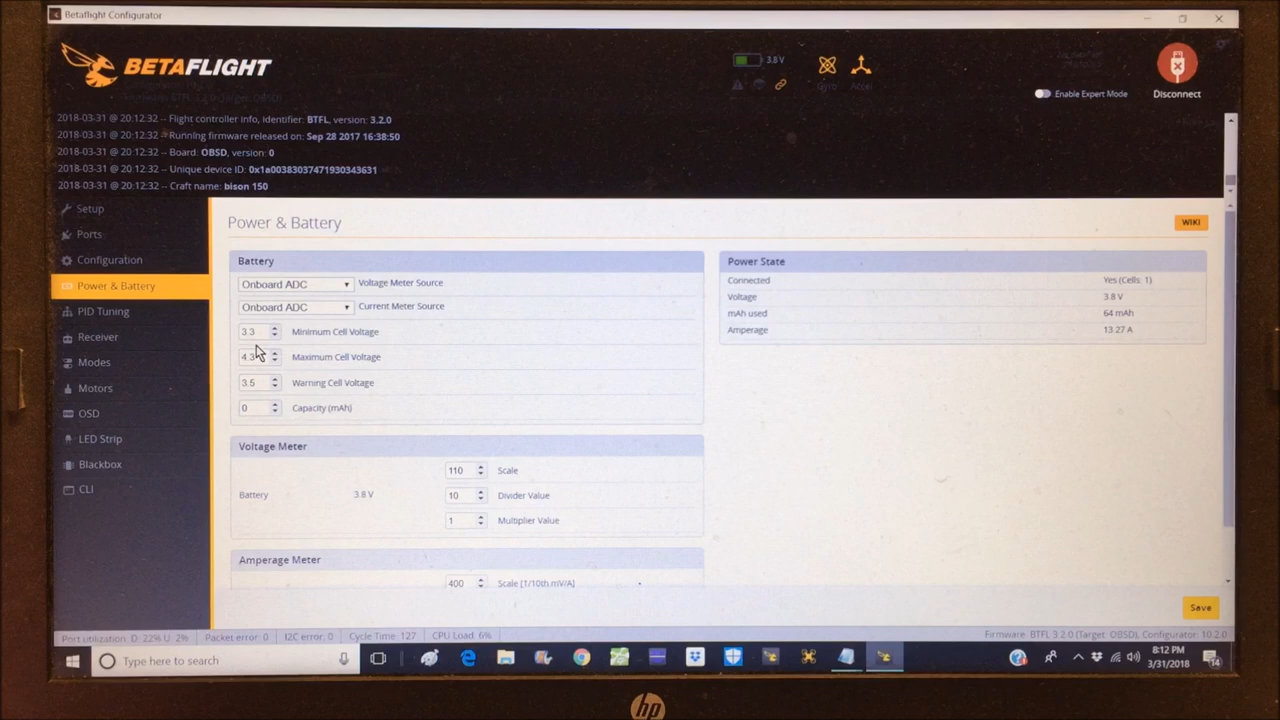 Betaflight Configurator
BETAFLIGHT
3.8 V
Gyro
Accel
Enable Expert Mode
Disconnect
2018-03-31 @ 20:12:32 -- Flight controller info, identifier: BTFL, version: 3.2.0
2018-03-31 @ 20:12:32 -- Running firmware released on: Sep 28 2017 16:38:50
2018-03-31 @ 20:12:32 -- Board: OBSD, version: 0
2018-03-31 @ 20:12:32 -- Unique device ID: 0x1a00383037471930343631
2018-03-31 @ 20:12:32 -- Craft name: bison 150
Setup
Ports
Configuration
Power & Battery
PID Tuning
Receiver
Modes
Motors
OSD
LED Strip
Blackbox
CLI
Power & Battery
WIKI
Battery
Onboard ADC Voltage Meter Source
Onboard ADC Current Meter Source
3.3 Minimum Cell Voltage
4.3 Maximum Cell Voltage
3.5 Warning Cell Voltage
0 Capacity (mAh)
Power State
Connected Yes (Cells: 1)
Voltage 3.8 V
mAh used 64 mAh
Amperage 13.27 A
Voltage Meter
Battery 3.8 V
110 Scale
10 Divider Value
1 Multiplier Value
Amperage Meter
400 Scale [1/10th mV/A]
Save
Port utilization: D: 22% U: 2% Packet error: 0 I2C error: 0 Cycle Time: 127 CPU Load: 6%
Firmware: BTFL 3.2.0 (Target: OBSD), Configurator: 10.2.0
Type here to search
8:12 PM
3/31/2018
14
hp